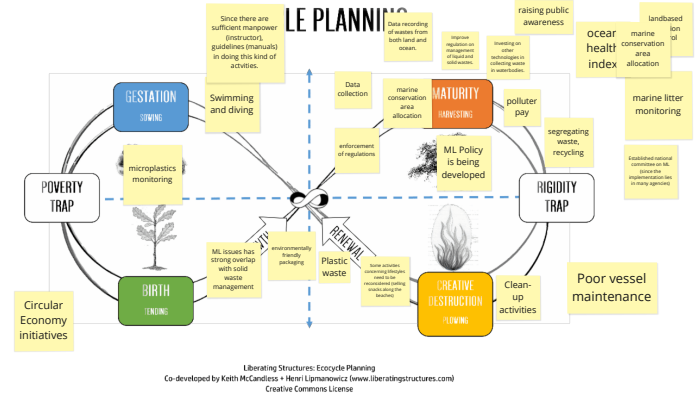 LE PLANNING
Since there are
sufficient manpower
(instructor),
guidelines (manuals)
in doing this kind of
activities.
Data recording
of wastes from
both land and
ocean.
Improve
regulation on
management
of liquid and
solid wastes.
Investing on
other
technologies in
collecting waste
in waterbodies.
raising public
awareness
ocean
health
index
landbased
marine
conservation
area
allocation
GESTATION
SOWING
Swimming
and diving
Data
collection
marine
conservation
area
allocation
MATURITY
HARVESTING
polluter
pay
marine litter
monitoring
segregating
waste,
recycling
enforcement
of regulations
ML Policy
is being
developed
Established national
committee on ML
(since the
implementation lies
in many agencies)
microplastics
monitoring
POVERTY
TRAP
RIGIDITY
TRAP
RENEWAL
ML issues has
strong overlap
with solid
waste
management
environmentally
friendly
packaging
Plastic
waste
Some activities
concerning lifestyles
need to be
reconsidered (selling
snacks along the
beaches)
BIRTH
TENDING
CREATIVE
DESTRUCTION
PLOWING
Clean-
up
activities
Poor vessel
maintenance
Circular
Economy
initiatives
Liberating Structures: Ecocycle Planning
Co-developed by Keith McCandless + Henri Lipmanowicz (www.liberatingstructures.com)
Creative Commons License